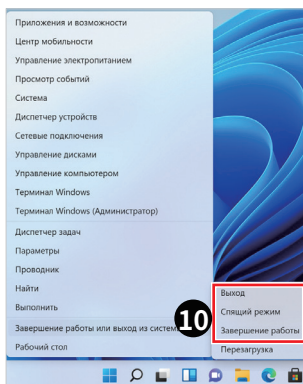 Приложения и возможности
Центр мобильности
Управление электропитанием
Просмотр событий
Система
Диспетчер устройств
Сетевые подключения
Управление дисками
Управление компьютером
Терминал Windows
Терминал Windows (Администратор)
Диспетчер задач
Параметры
Проводник
Найти
Выполнить
Завершение работы или выход из систем
Рабочий стол
10
Выход
Спящий режим
Завершение работы
Перезагрузка